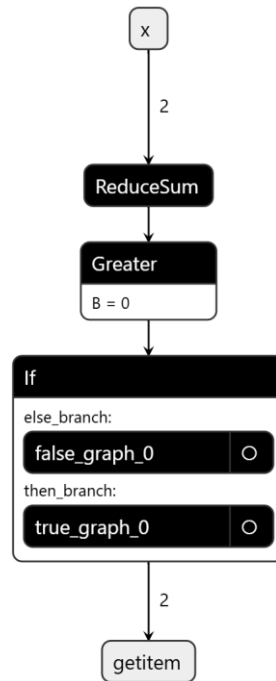 x
2
ReduceSum
Greater
B = 0
If
else_branch:
false_graph_0
then_branch:
true_graph_0
2
getitem